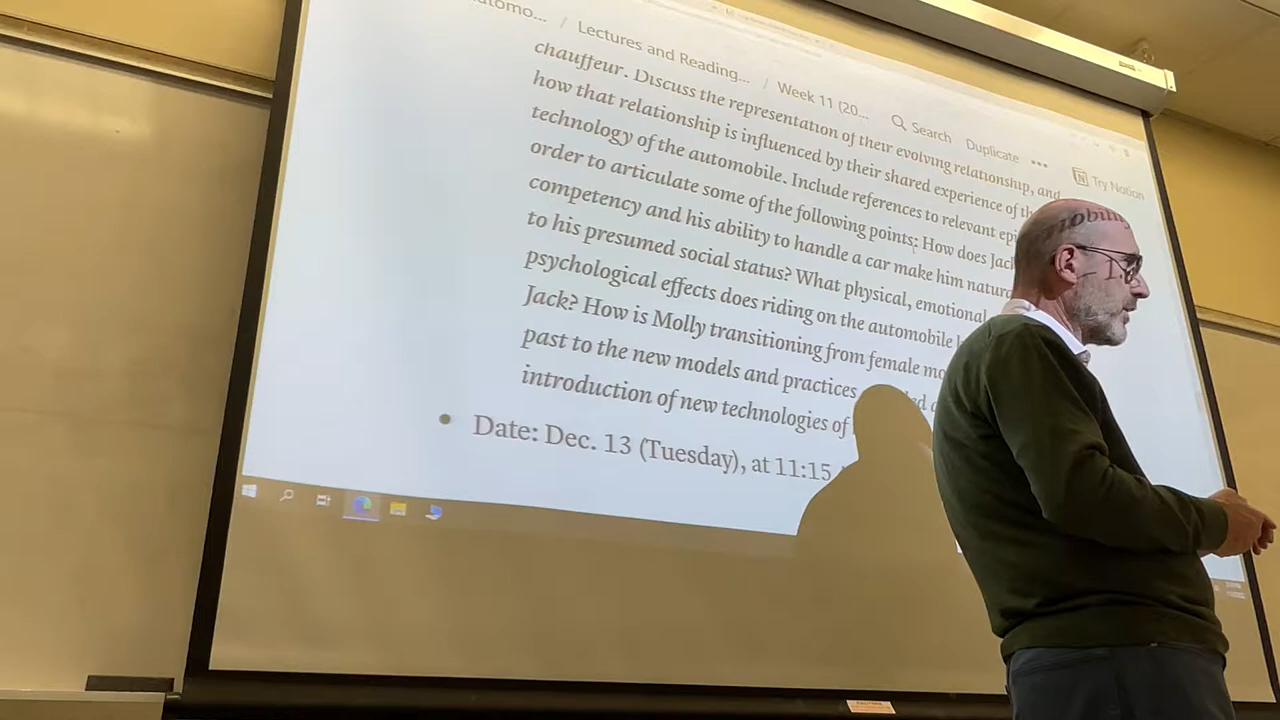 utomo... / Lectures and Reading... / Week 11 (20... Search Duplicate ••• Try Notion
chauffeur. Discuss the representation of their evolving relationship, and
how that relationship is influenced by their shared experience of th
technology of the automobile. Include references to relevant epi
order to articulate some of the following points: How does Jack
competency and his ability to handle a car make him natura
to his presumed social status? What physical, emotional
psychological effects does riding on the automobile h
Jack? How is Molly transitioning from female mo
past to the new models and practices
introduction of new technologies of mobility
• Date: Dec. 13 (Tuesday), at 11:15